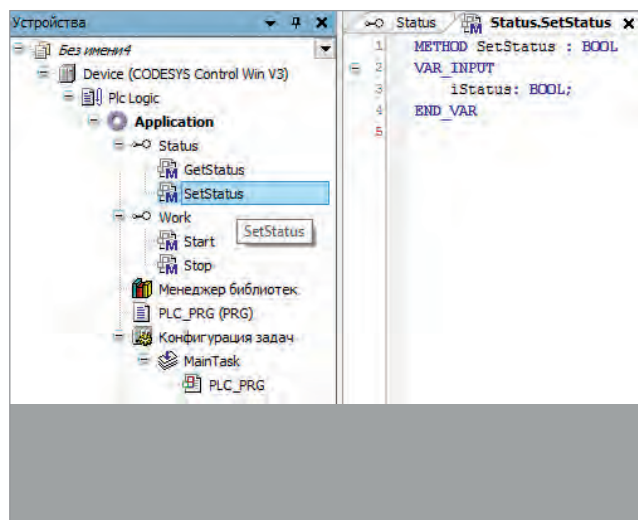 Устройства
Без имени4
Device (CODESYS Control Win V3)
Plc Logic
Application
Status
GetStatus
SetStatus
Work
Start
SetStatus
Stop
Менеджер библиотек
PLC_PRG (PRG)
Конфигурация задач
MainTask
PLC_PRG
Status
Status.SetStatus
1 METHOD SetStatus : BOOL
2 VAR_INPUT
3 iStatus: BOOL;
4 END_VAR
5